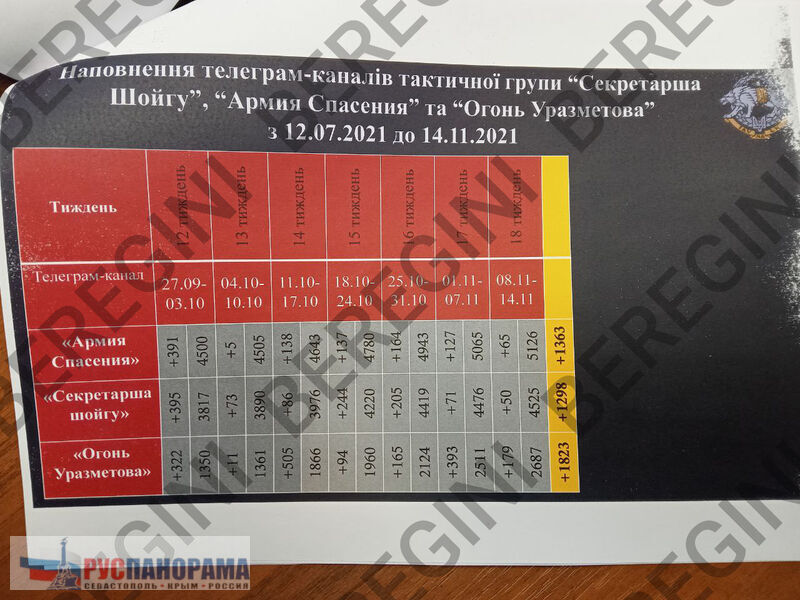 Наповнення телеграм-каналів тактичної групи “Секретарша
Шойгу”, “Армия Спасения” та “Огонь Уразметова”
з 12.07.2021 до 14.11.2021
Тиждень
12 тиждень
13 тиждень
14 тиждень
15 тиждень
16 тиждень
17 тиждень
18 тиждень
Телеграм-канал
27.09-
03.10
04.10-
10.10
11.10-
17.10
18.10-
24.10
25.10-
31.10
01.11-
07.11
08.11-
14.11
«Армия
Спасения»
+391 4500 +5 4505 +138 4643 +137 4780 +164 4943 +127 5065 +65 5126 +1363
«Секретарша
шойгу»
+395 3817 +73 3890 +86 3976 +244 4220 +205 4419 +71 4476 +50 4525 +1298
«Огонь
Уразметова»
+322 1350 +11 1361 +505 1866 +94 1960 +165 2124 +393 2511 +179 2687 +1823
BEREGINI
РУСПАНОРАМА
СЕВАСТОПОЛЬ • КРЫМ • РОССИЯ